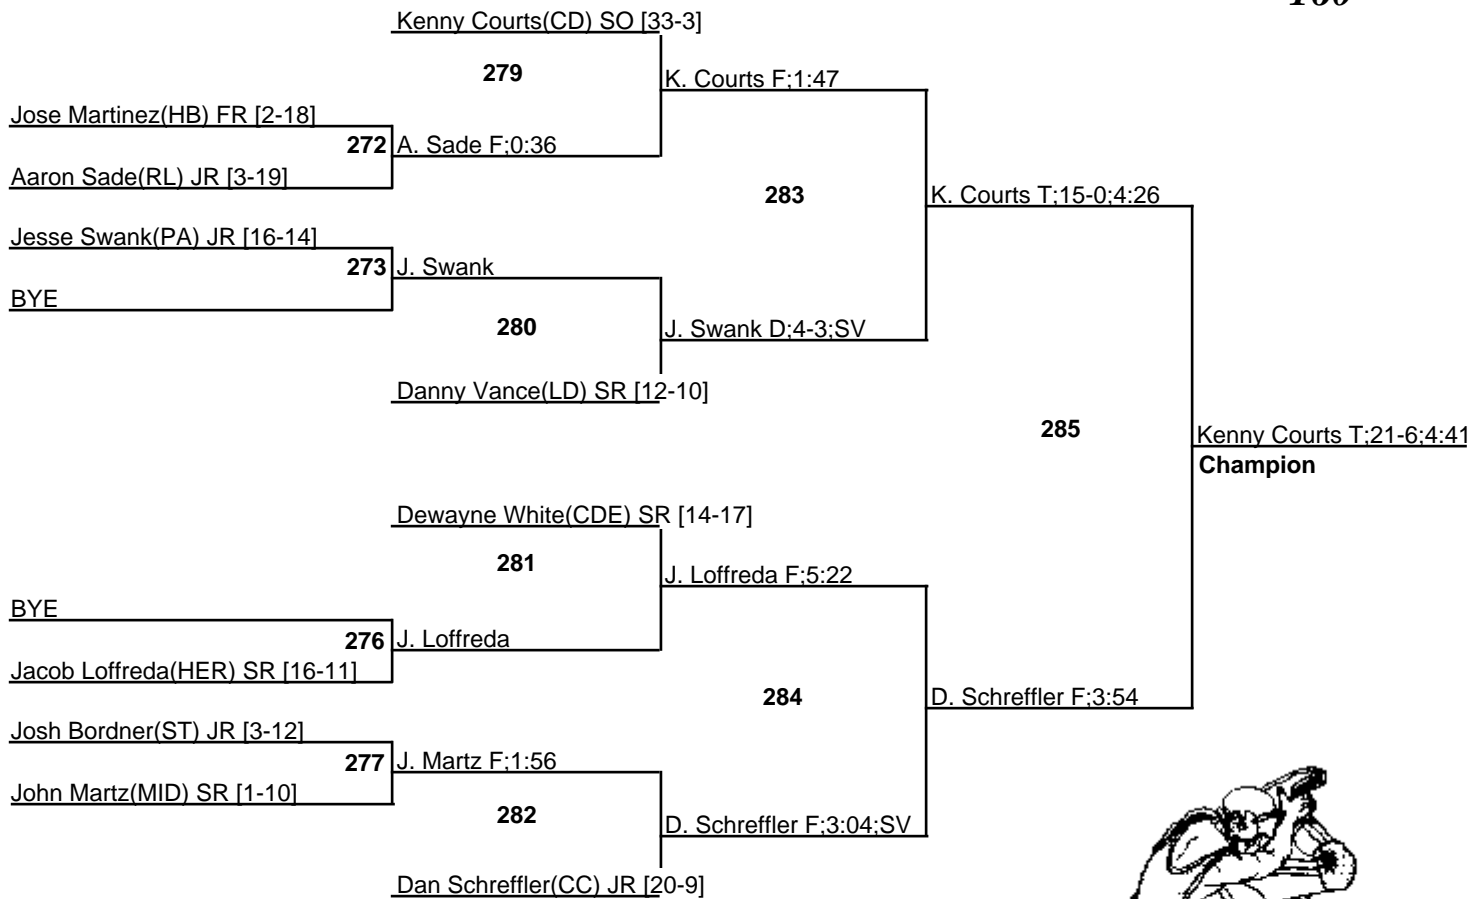 Kenny Courts(CD) SO [33-3]
279
K. Courts F;1:47
Jose Martinez(HB) FR [2-18]
272 A. Sade F;0:36
Aaron Sade(RL) JR [3-19]
283
K. Courts T;15-0;4:26
Jesse Swank(PA) JR [16-14]
273 J. Swank
BYE
280
J. Swank D;4-3;SV
Danny Vance(LD) SR [12-10]
285
Kenny Courts T;21-6;4:41
Champion
Dewayne White(CDE) SR [14-17]
281
J. Loffreda F;5:22
BYE
276 J. Loffreda
Jacob Loffreda(HER) SR [16-11]
284
D. Schreffler F;3:54
Josh Bordner(ST) JR [3-12]
277 J. Martz F;1:56
John Martz(MID) SR [1-10]
282
D. Schreffler F;3:04;SV
Dan Schreffler(CC) JR [20-9]